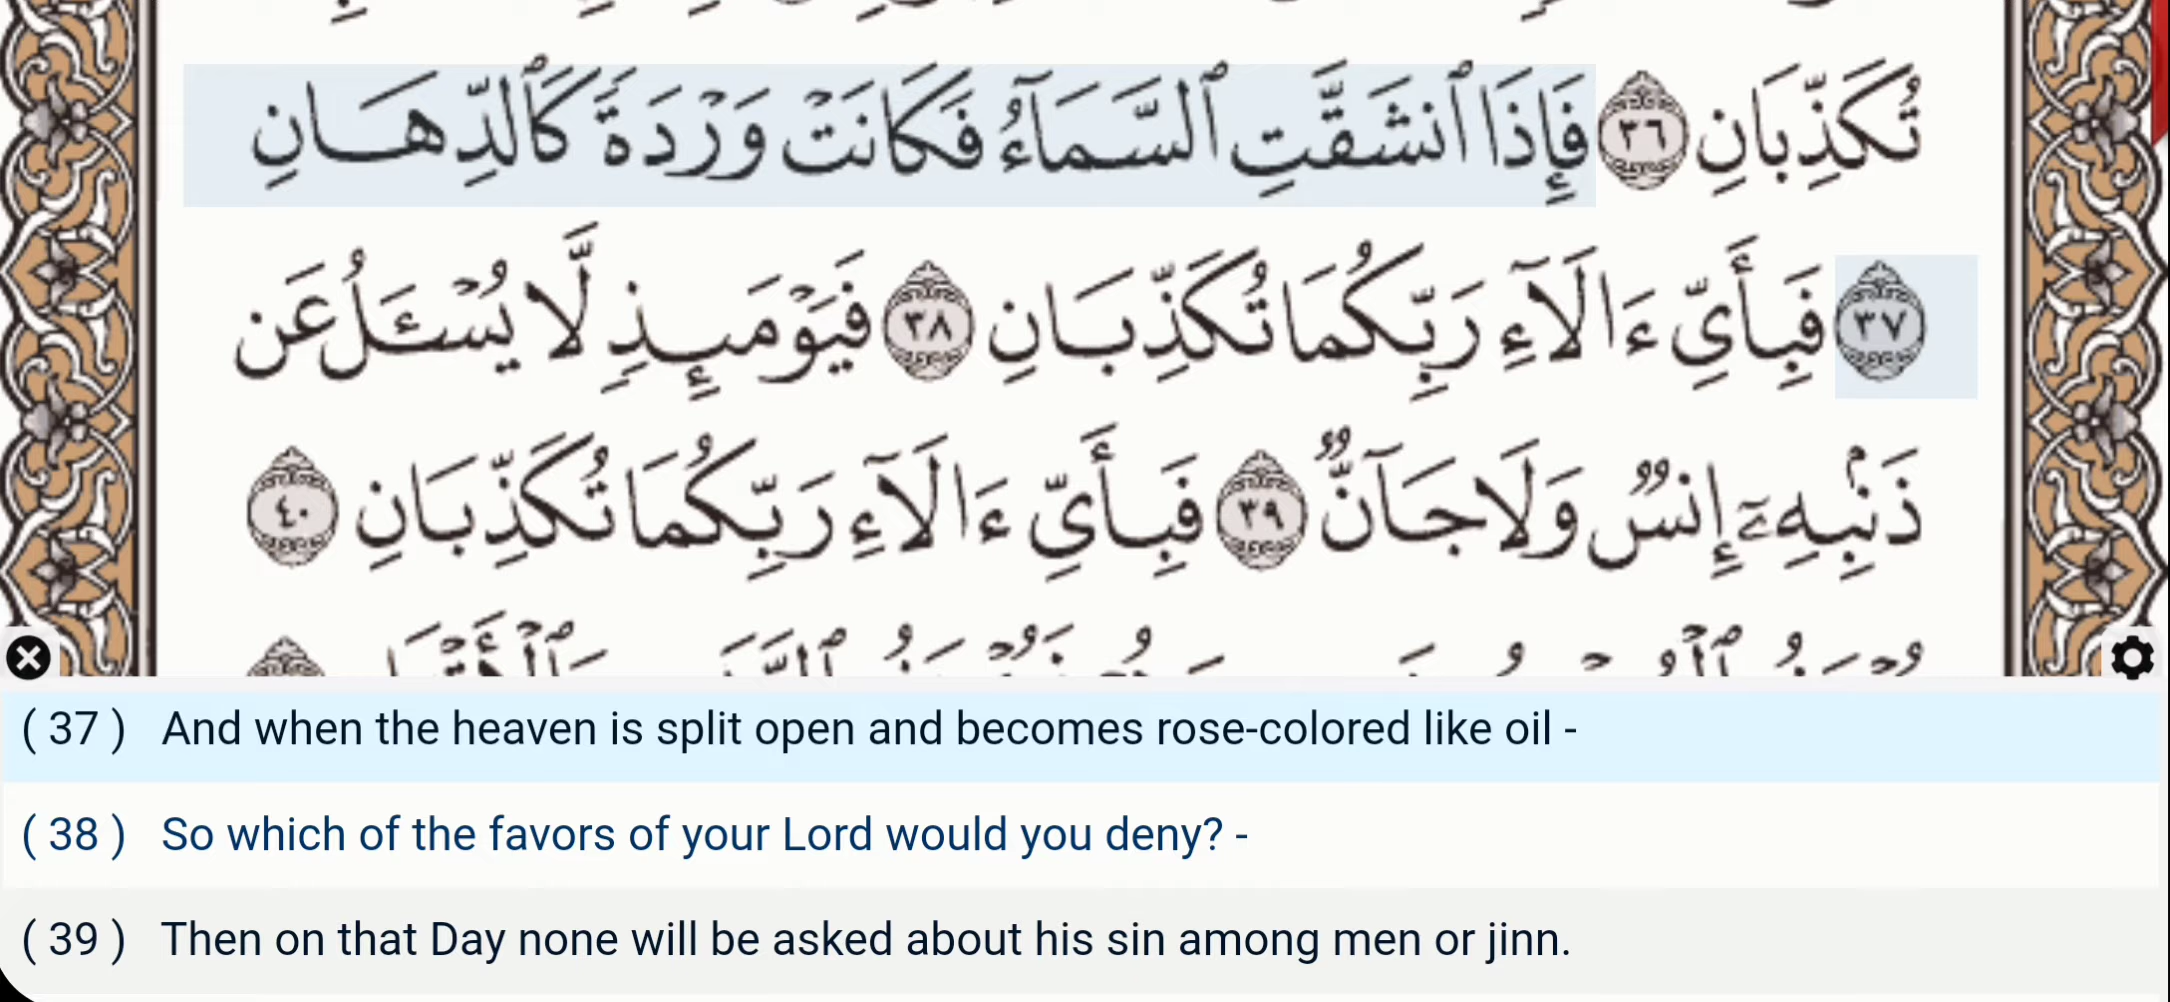 تُكَذِّبَانِ ٣٦ فَإِذَا ٱنشَقَّتِ ٱلسَّمَآءُ فَكَانَتْ وَرْدَةً كَٱلدِّهَانِ
٣٧ فَبِأَيِّ ءَالَآءِ رَبِّكُمَا تُكَذِّبَانِ ٣٨ فَيَوْمَئِذٍ لَّا يُسْـَٔلُ عَن
ذَنۢبِهِۦٓ إِنسٌ وَلَا جَآنٌّ ٣٩ فَبِأَيِّ ءَالَآءِ رَبِّكُمَا تُكَذِّبَانِ ٤٠
( 37 ) And when the heaven is split open and becomes rose-colored like oil -
( 38 ) So which of the favors of your Lord would you deny? -
( 39 ) Then on that Day none will be asked about his sin among men or jinn.